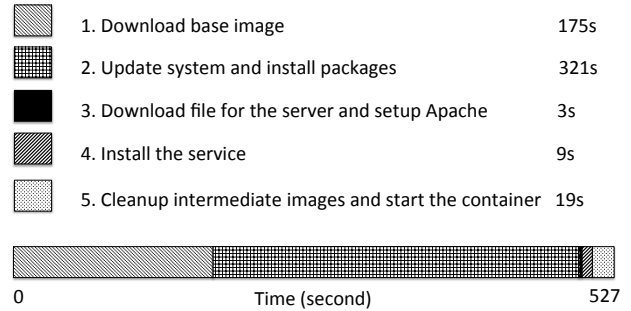 1. Download base image 175s
2. Update system and install packages 321s
3. Download file for the server and setup Apache 3s
4. Install the service 9s
5. Cleanup intermediate images and start the container 19s
0 Time (second) 527